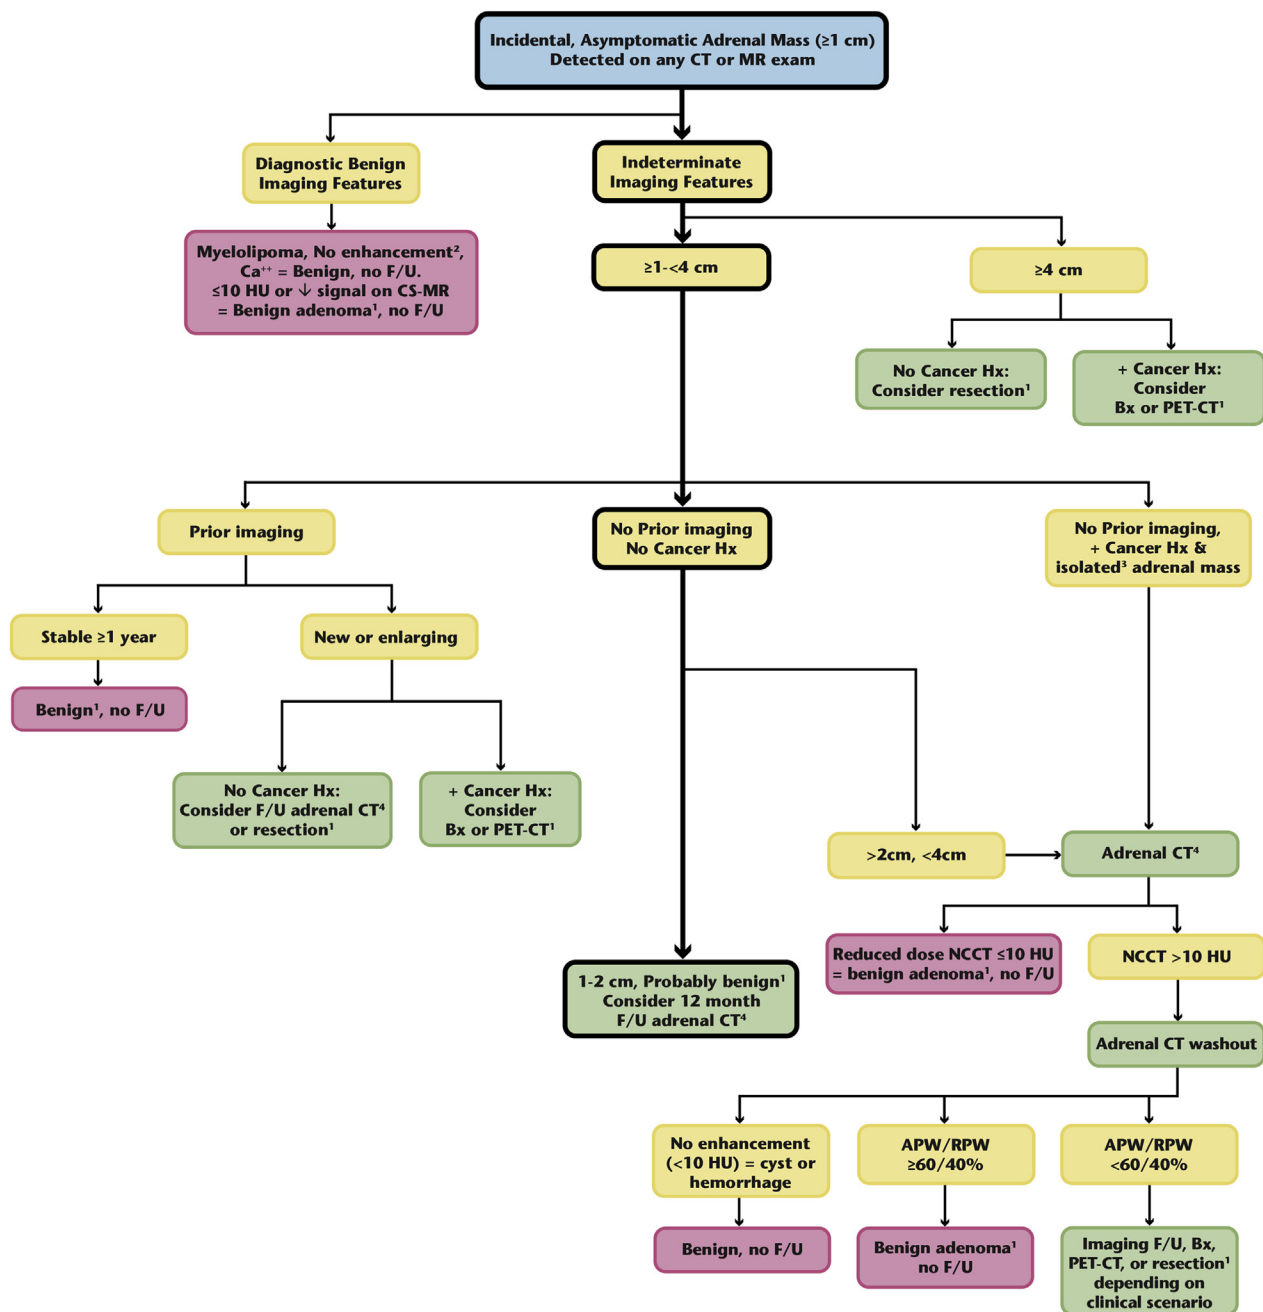 Incidental, Asymptomatic Adrenal Mass (≥1 cm)
Detected on any CT or MR exam
Diagnostic Benign
Imaging Features
Indeterminate
Imaging Features
Myelolipoma, No enhancement²,
Ca⁺⁺ = Benign, no F/U.
≤10 HU or ↓ signal on CS-MR
= Benign adenoma¹, no F/U
≥1-<4 cm
≥4 cm
No Cancer Hx:
Consider resection¹
+ Cancer Hx:
Consider
Bx or PET-CT¹
Prior imaging
No Prior imaging
No Cancer Hx
No Prior imaging,
+ Cancer Hx &
isolated³ adrenal mass
Stable ≥1 year
New or enlarging
Benign¹, no F/U
No Cancer Hx:
Consider F/U adrenal CT⁴
or resection¹
+ Cancer Hx:
Consider
Bx or PET-CT¹
>2cm, <4cm
Adrenal CT⁴
Reduced dose NCCT ≤10 HU
= benign adenoma¹, no F/U
NCCT >10 HU
1-2 cm, Probably benign¹
Consider 12 month
F/U adrenal CT⁴
Adrenal CT washout
No enhancement
(<10 HU) = cyst or
hemorrhage
APW/RPW
≥60/40%
APW/RPW
<60/40%
Benign, no F/U
Benign adenoma¹
no F/U
Imaging F/U, Bx,
PET-CT, or resection¹
depending on
clinical scenario